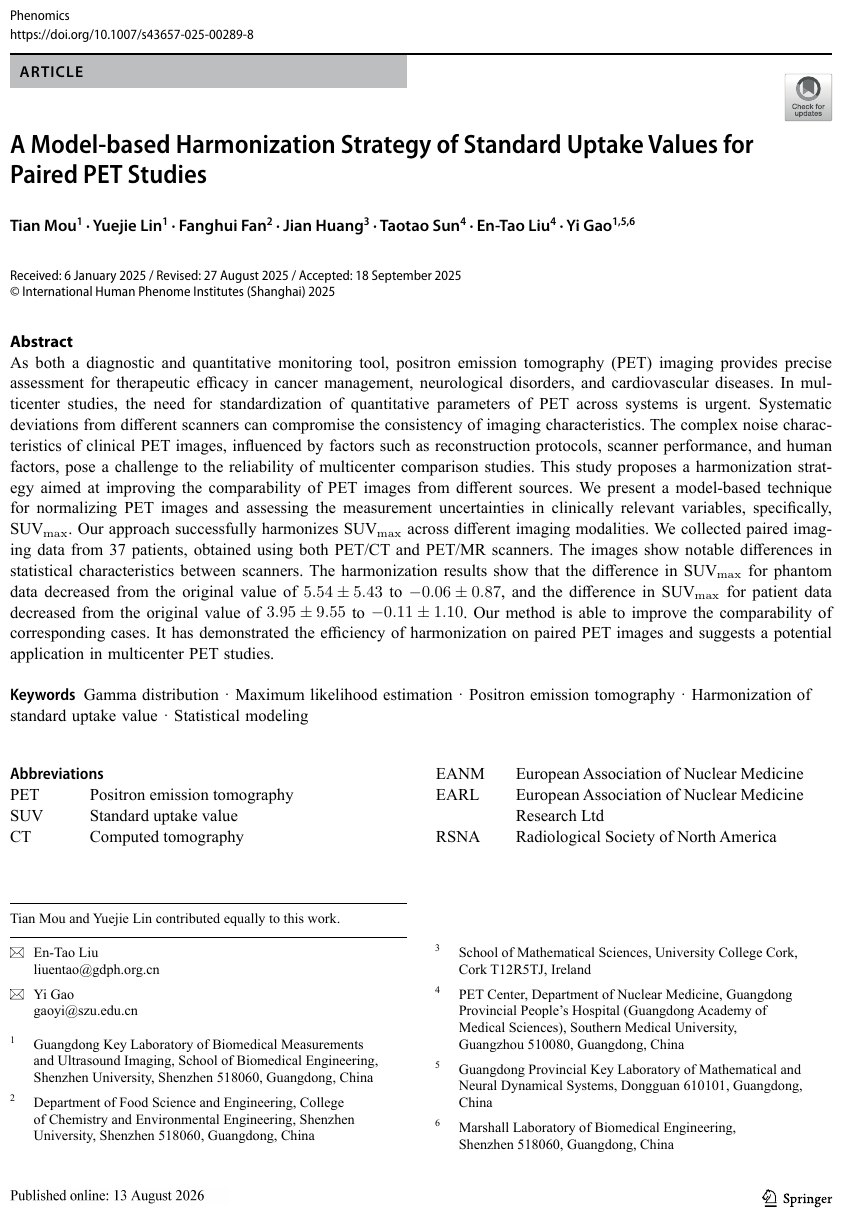 Phenomics
https://doi.org/10.1007/s43657-025-00289-8
ARTICLE
Check for
updates
A Model-based Harmonization Strategy of Standard Uptake Values for
Paired PET Studies
Tian Mou1 · Yuejie Lin1 · Fanghui Fan2 · Jian Huang3 · Taotao Sun4 · En-Tao Liu4 · Yi Gao1,5,6
Received: 6 January 2025 / Revised: 27 August 2025 / Accepted: 18 September 2025
© International Human Phenome Institutes (Shanghai) 2025
Abstract
As both a diagnostic and quantitative monitoring tool, positron emission tomography (PET) imaging provides precise
assessment for therapeutic efficacy in cancer management, neurological disorders, and cardiovascular diseases. In mul-
ticenter studies, the need for standardization of quantitative parameters of PET across systems is urgent. Systematic
deviations from different scanners can compromise the consistency of imaging characteristics. The complex noise charac-
teristics of clinical PET images, influenced by factors such as reconstruction protocols, scanner performance, and human
factors, pose a challenge to the reliability of multicenter comparison studies. This study proposes a harmonization strat-
egy aimed at improving the comparability of PET images from different sources. We present a model-based technique
for normalizing PET images and assessing the measurement uncertainties in clinically relevant variables, specifically,
SUVmax. Our approach successfully harmonizes SUVmax across different imaging modalities. We collected paired imag-
ing data from 37 patients, obtained using both PET/CT and PET/MR scanners. The images show notable differences in
statistical characteristics between scanners. The harmonization results show that the difference in SUVmax for phantom
data decreased from the original value of 5.54 ± 5.43 to −0.06 ± 0.87, and the difference in SUVmax for patient data
decreased from the original value of 3.95 ± 9.55 to −0.11 ± 1.10. Our method is able to improve the comparability of
corresponding cases. It has demonstrated the efficiency of harmonization on paired PET images and suggests a potential
application in multicenter PET studies.
Keywords Gamma distribution · Maximum likelihood estimation · Positron emission tomography · Harmonization of
standard uptake value · Statistical modeling
Abbreviations
PET Positron emission tomography
SUV Standard uptake value
CT Computed tomography
EANM European Association of Nuclear Medicine
EARL European Association of Nuclear Medicine
Research Ltd
RSNA Radiological Society of North America
Tian Mou and Yuejie Lin contributed equally to this work.
En-Tao Liu
liuentao@gdph.org.cn
Yi Gao
gaoyi@szu.edu.cn
1 Guangdong Key Laboratory of Biomedical Measurements
and Ultrasound Imaging, School of Biomedical Engineering,
Shenzhen University, Shenzhen 518060, Guangdong, China
2 Department of Food Science and Engineering, College
of Chemistry and Environmental Engineering, Shenzhen
University, Shenzhen 518060, Guangdong, China
3 School of Mathematical Sciences, University College Cork,
Cork T12R5TJ, Ireland
4 PET Center, Department of Nuclear Medicine, Guangdong
Provincial People's Hospital (Guangdong Academy of
Medical Sciences), Southern Medical University,
Guangzhou 510080, Guangdong, China
5 Guangdong Provincial Key Laboratory of Mathematical and
Neural Dynamical Systems, Dongguan 610101, Guangdong,
China
6 Marshall Laboratory of Biomedical Engineering,
Shenzhen 518060, Guangdong, China
Published online: 13 August 2026
Springer